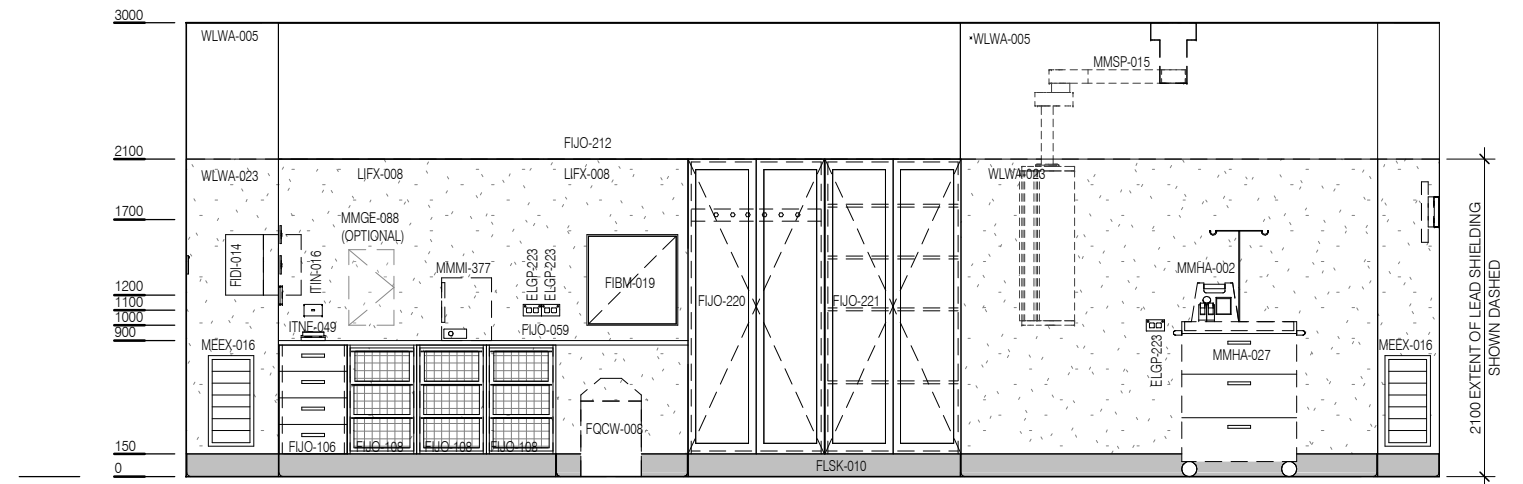 3000
WLWA-005
WLWA-005
MMSP-015
FIJO-212
2100
WLWA-023
LIFX-008
LIFX-008
WLWA-023
1700
MMGE-088
(OPTIONAL)
FIDI-014
ITIN-016
MMMI-377
ELGP-223
ELGP-223
FIBM-019
MMHA-002
1200
1100
1000
900
FIJO-220
FIJO-221
ITNE-049
FIJO-059
MEEX-016
ELGP-223
MMHA-027
MEEX-016
2100 EXTENT OF LEAD SHIELDING
SHOWN DASHED
FQCW-008
FIJO-106
FIJO-108
FIJO-108
FIJO-108
150
0
FLSK-010